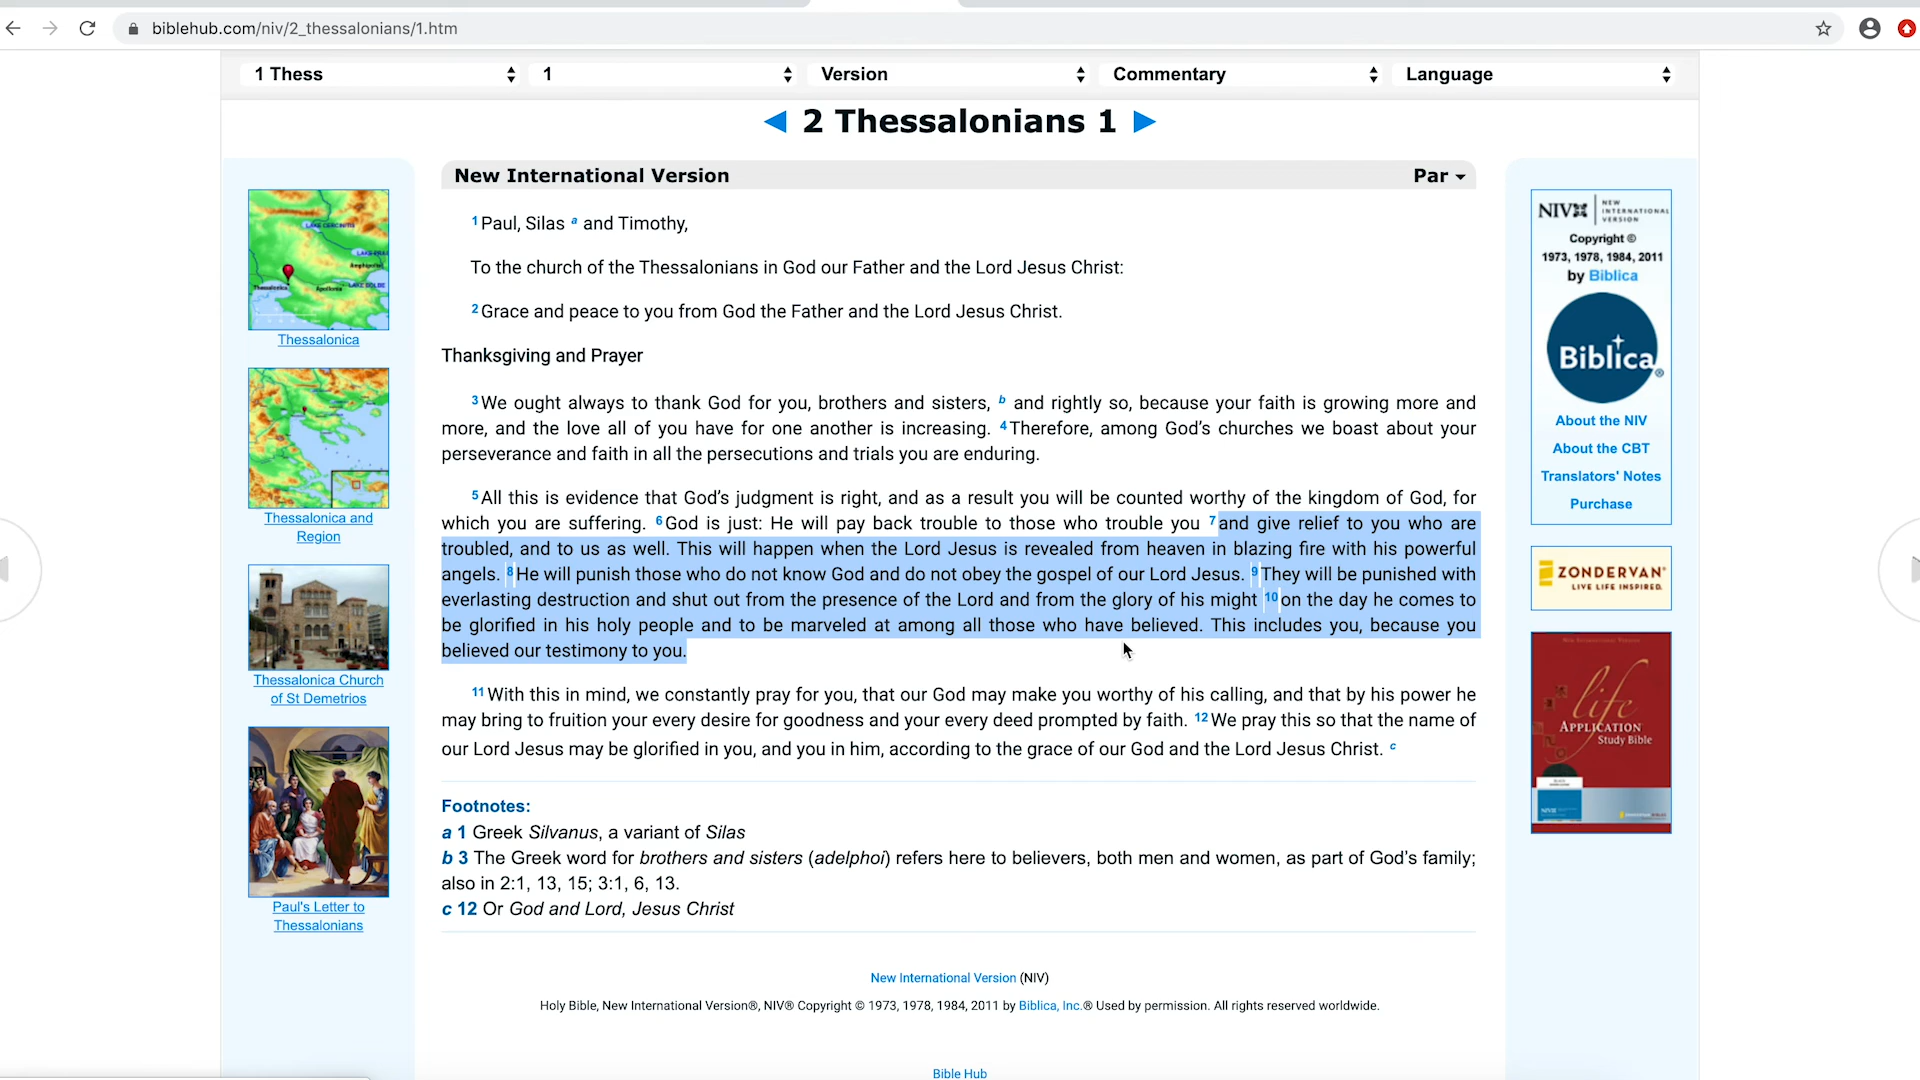 biblehub.com/niv/2_thessalonians/1.htm
1 Thess
1
Version
Commentary
Language
2 Thessalonians 1
New International Version
Par
1 Paul, Silas a and Timothy,
To the church of the Thessalonians in God our Father and the Lord Jesus Christ:
2 Grace and peace to you from God the Father and the Lord Jesus Christ.
Thanksgiving and Prayer
3 We ought always to thank God for you, brothers and sisters, b and rightly so, because your faith is growing more and
more, and the love all of you have for one another is increasing. 4 Therefore, among God's churches we boast about your
perseverance and faith in all the persecutions and trials you are enduring.
5 All this is evidence that God's judgment is right, and as a result you will be counted worthy of the kingdom of God, for
which you are suffering. 6 God is just: He will pay back trouble to those who trouble you 7 and give relief to you who are
troubled, and to us as well. This will happen when the Lord Jesus is revealed from heaven in blazing fire with his powerful
angels. 8 He will punish those who do not know God and do not obey the gospel of our Lord Jesus. 9 They will be punished with
everlasting destruction and shut out from the presence of the Lord and from the glory of his might 10 on the day he comes to
be glorified in his holy people and to be marveled at among all those who have believed. This includes you, because you
believed our testimony to you.
11 With this in mind, we constantly pray for you, that our God may make you worthy of his calling, and that by his power he
may bring to fruition your every desire for goodness and your every deed prompted by faith. 12 We pray this so that the name of
our Lord Jesus may be glorified in you, and you in him, according to the grace of our God and the Lord Jesus Christ. c
Footnotes:
a 1 Greek Silvanus, a variant of Silas
b 3 The Greek word for brothers and sisters (adelphoi) refers here to believers, both men and women, as part of God's family;
also in 2:1, 13, 15; 3:1, 6, 13.
c 12 Or God and Lord, Jesus Christ
New International Version (NIV)
Holy Bible, New International Version®, NIV® Copyright © 1973, 1978, 1984, 2011 by Biblica, Inc.® Used by permission. All rights reserved worldwide.
Bible Hub
Thessalonica
Thessalonica and
Region
Thessalonica Church
of St Demetrios
Paul's Letter to
Thessalonians
NIV
NEW
INTERNATIONAL
VERSION
Copyright ©
1973, 1978, 1984, 2011
by Biblica
Biblica®
About the NIV
About the CBT
Translators' Notes
Purchase
ZONDERVAN®
LIVE LIFE INSPIRED.
life
APPLICATION
Study Bible